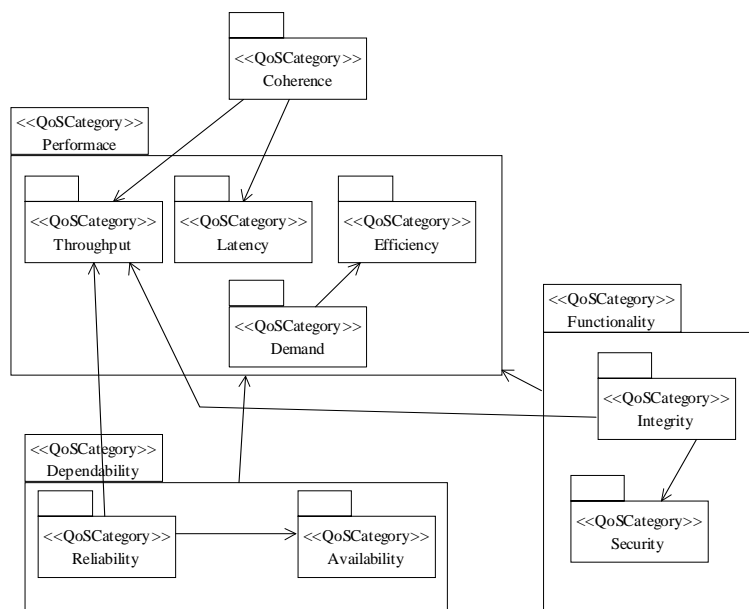 <<QoSCategory>>
Coherence
<<QoSCategory>>
Performace
<<QoSCategory>>
Throughput
<<QoSCategory>>
Latency
<<QoSCategory>>
Efficiency
<<QoSCategory>>
Demand
<<QoSCategory>>
Functionality
<<QoSCategory>>
Integrity
<<QoSCategory>>
Dependability
<<QoSCategory>>
Reliability
<<QoSCategory>>
Availability
<<QoSCategory>>
Security